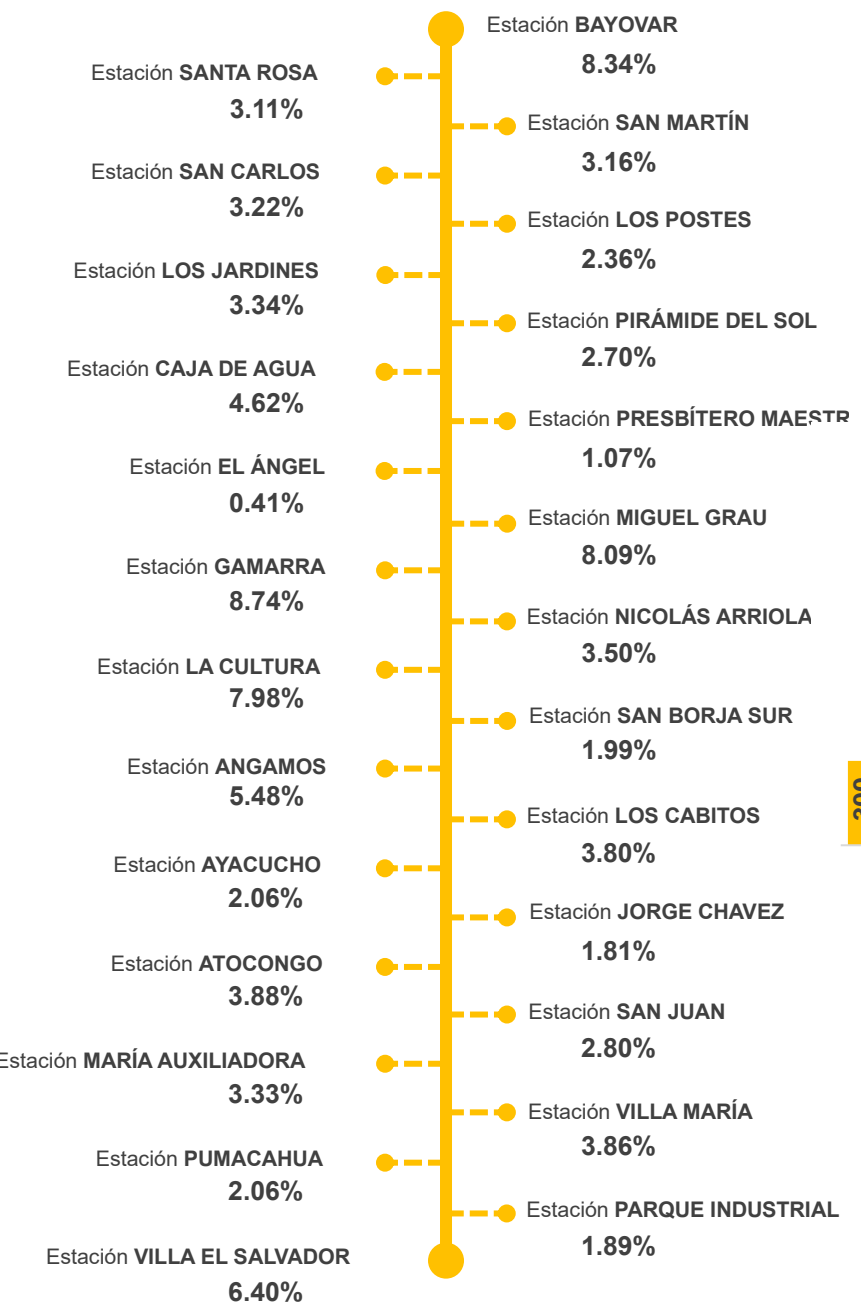 Estación BAYOVAR
8.34%
Estación SANTA ROSA
3.11%
Estación SAN MARTÍN
3.16%
Estación SAN CARLOS
3.22%
Estación LOS POSTES
2.36%
Estación LOS JARDINES
3.34%
Estación PIRÁMIDE DEL SOL
2.70%
Estación CAJA DE AGUA
4.62%
Estación PRESBÍTERO MAESTR
1.07%
Estación EL ÁNGEL
0.41%
Estación MIGUEL GRAU
8.09%
Estación GAMARRA
8.74%
Estación NICOLÁS ARRIOLA
3.50%
Estación LA CULTURA
7.98%
Estación SAN BORJA SUR
1.99%
Estación ANGAMOS
5.48%
Estación LOS CABITOS
3.80%
Estación AYACUCHO
2.06%
Estación JORGE CHAVEZ
1.81%
Estación ATOCONGO
3.88%
Estación SAN JUAN
2.80%
Estación MARÍA AUXILIADORA
3.33%
Estación VILLA MARÍA
3.86%
Estación PUMACAHUA
2.06%
Estación PARQUE INDUSTRIAL
1.89%
Estación VILLA EL SALVADOR
6.40%